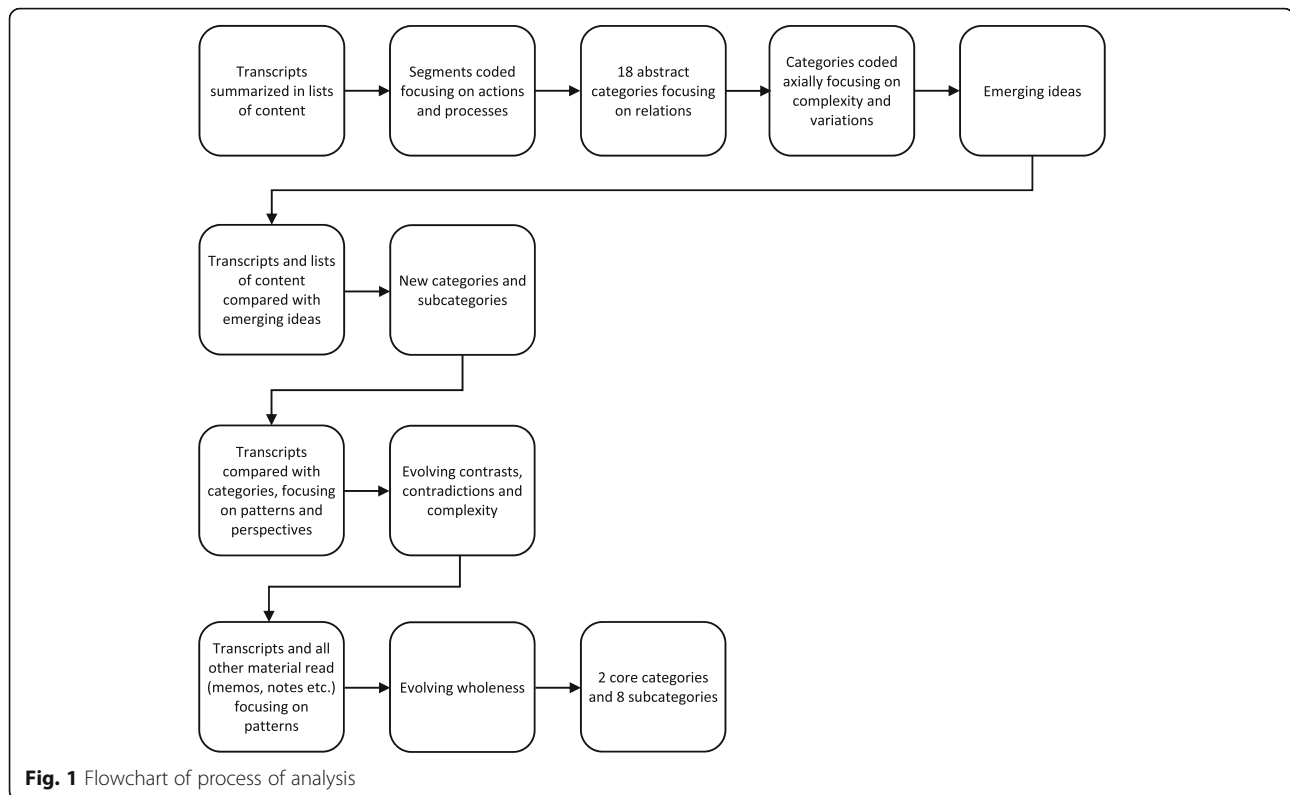 Transcripts
summarized in lists
of content
Segments coded
focusing on actions
and processes
18 abstract
categories focusing
on relations
Categories coded
axially focusing on
complexity and
variations
Emerging ideas
Transcripts and lists
of content
compared with
emerging ideas
New categories and
subcategories
Transcripts
compared with
categories, focusing
on patterns and
perspectives
Evolving contrasts,
contradictions and
complexity
Transcripts and all
other material read
(memos, notes etc.)
focusing on
patterns
Evolving wholeness
2 core categories
and 8 subcategories
Fig. 1 Flowchart of process of analysis